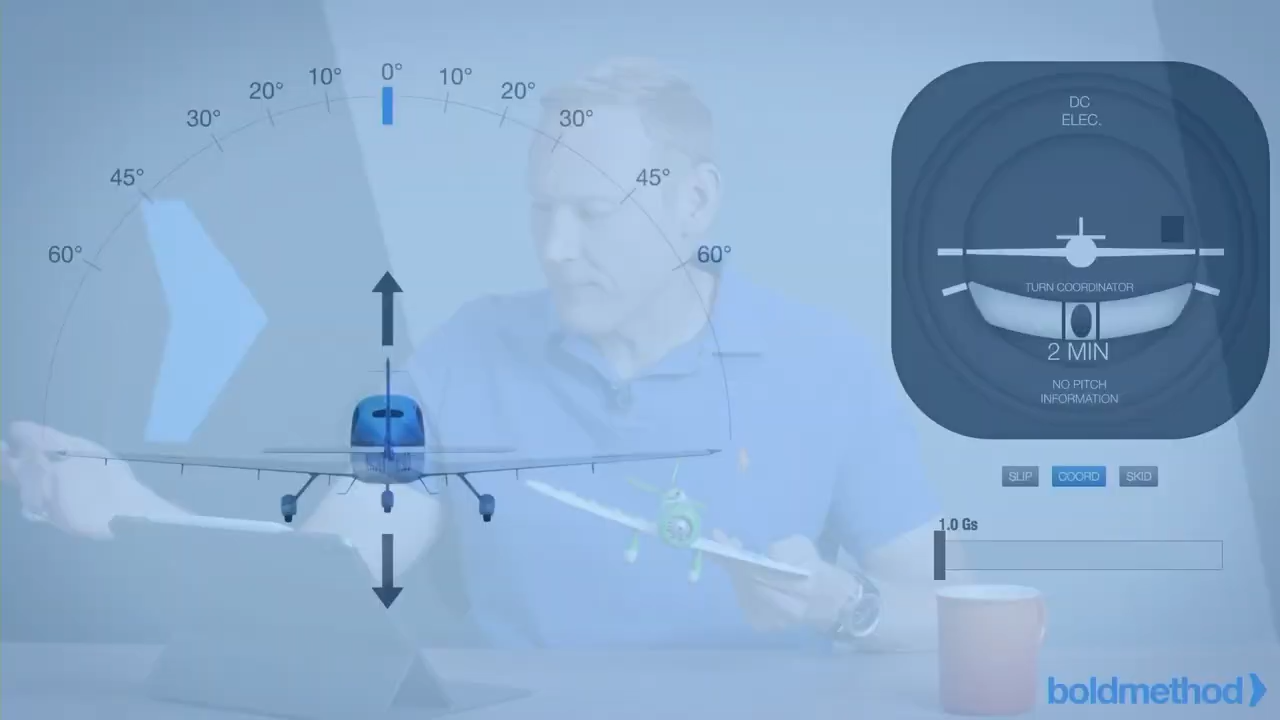 0°
10°
10°
20°
20°
30°
30°
45°
45°
60°
60°
DC
ELEC.
TURN COORDINATOR
2 MIN
NO PITCH
INFORMATION
SLIP
COORD
SKID
1.0 Gs
boldmethod